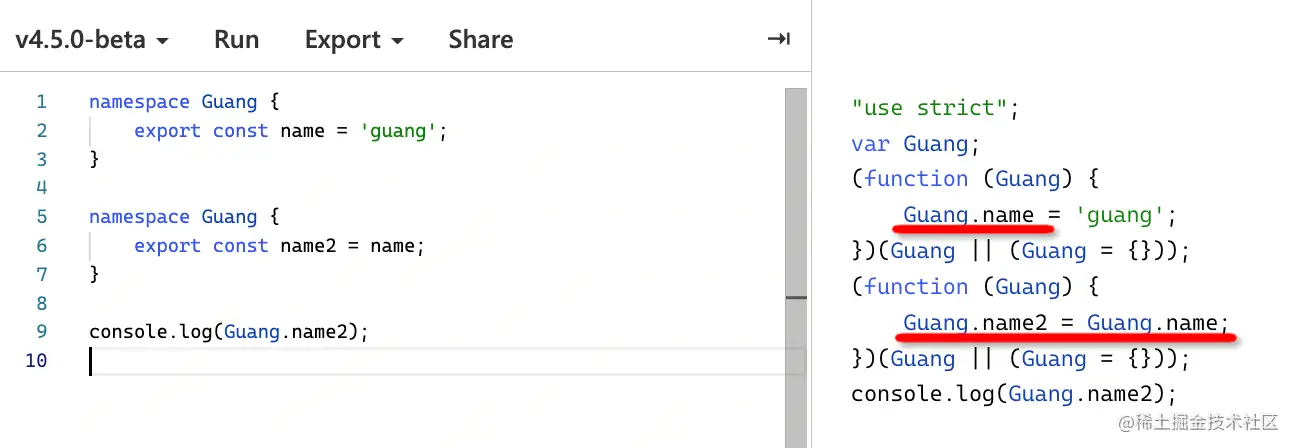 v4.5.0-beta Run Export Share
1 namespace Guang {
2 export const name = 'guang';
3 }
4
5 namespace Guang {
6 export const name2 = name;
7 }
8
9 console.log(Guang.name2);
10
"use strict";
var Guang;
(function (Guang) {
Guang.name = 'guang';
})(Guang || (Guang = {}));
(function (Guang) {
Guang.name2 = Guang.name;
})(Guang || (Guang = {}));
console.log(Guang.name2);
@稀土掘金技术社区